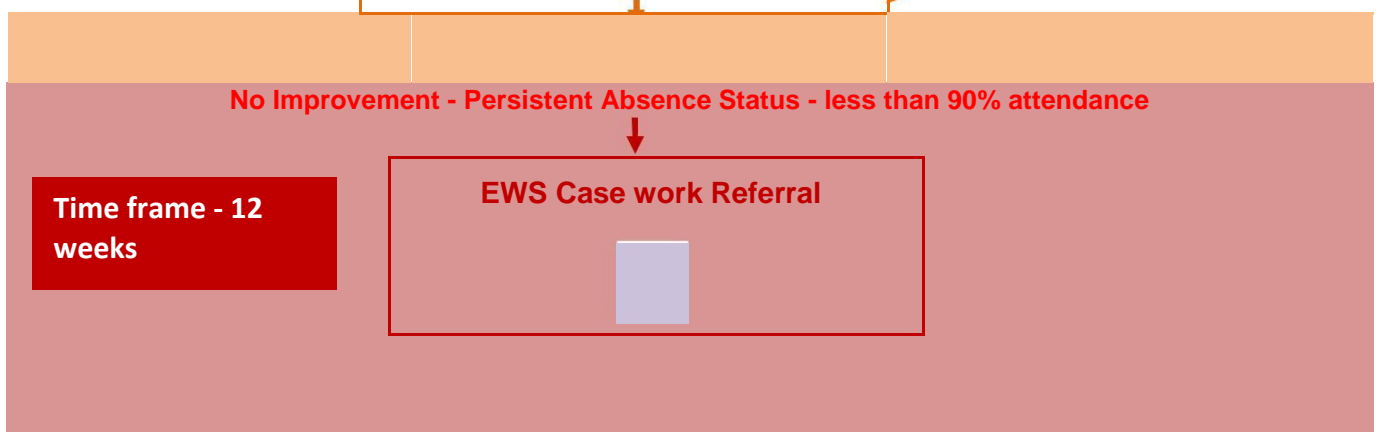 No Improvement - Persistent Absence Status - less than 90% attendance
EWS Case work Referral
Time frame - 12
weeks